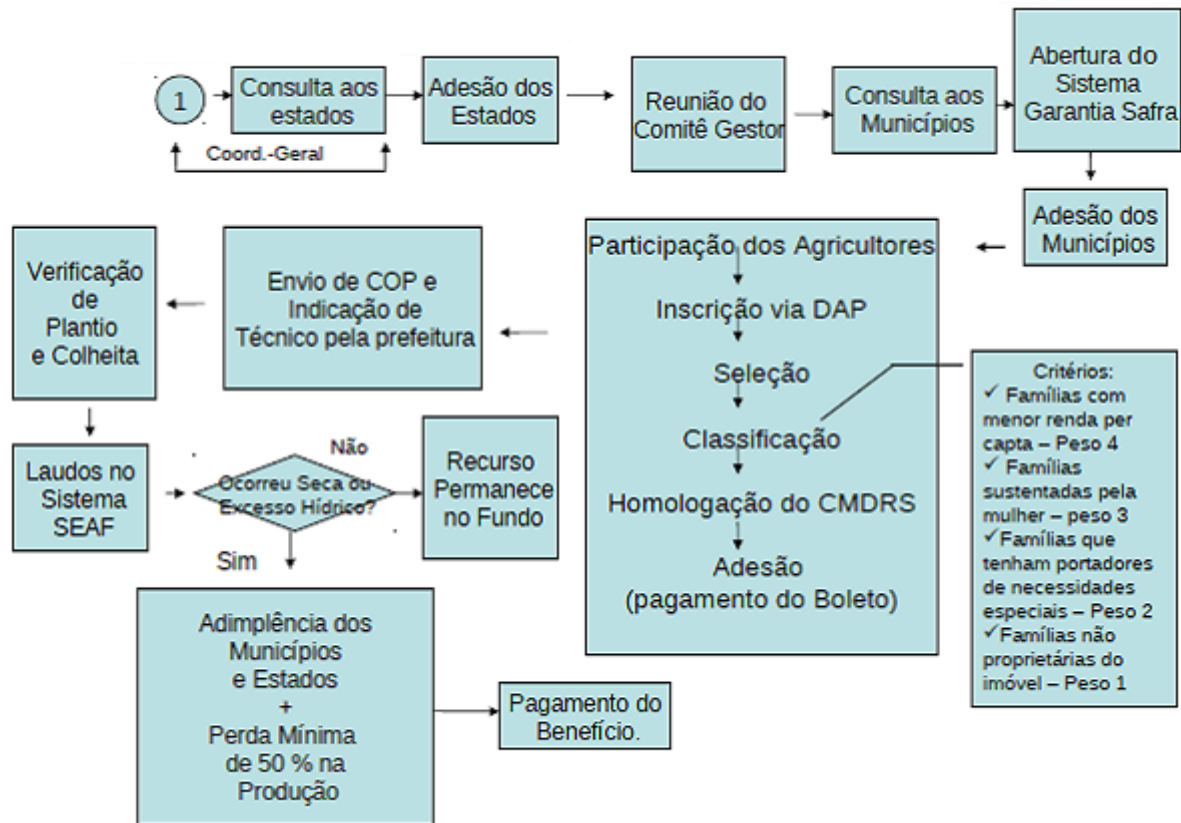 1
Consulta aos
estados
Coord.-Geral
Adesão dos
Estados
Reunião do
Comitê Gestor
Consulta aos
Municípios
Abertura do
Sistema
Garantia Safra
Adesão dos
Municípios
Participação dos Agricultores
Inscrição via DAP
Seleção
Classificação
Homologação do CMDRS
Adesão
(pagamento do Boleto)
Critérios:
✓ Famílias com
menor renda per
capta – Peso 4
✓ Famílias
sustentadas pela
mulher – peso 3
✓Famílias que
tenham portadores
de necessidades
especiais – Peso 2
✓Famílias não
proprietárias do
imóvel – Peso 1
Envio de COP e
Indicação de
Técnico pela prefeitura
Verificação
de
Plantio
e Colheita
Laudos no
Sistema
SEAF
Ocorreu Seca ou
Excesso Hídrico?
Não
Recurso
Permanece
no Fundo
Sim
Adimplência dos
Municípios
e Estados
+
Perda Mínima
de 50 % na
Produção
Pagamento do
Benefício.